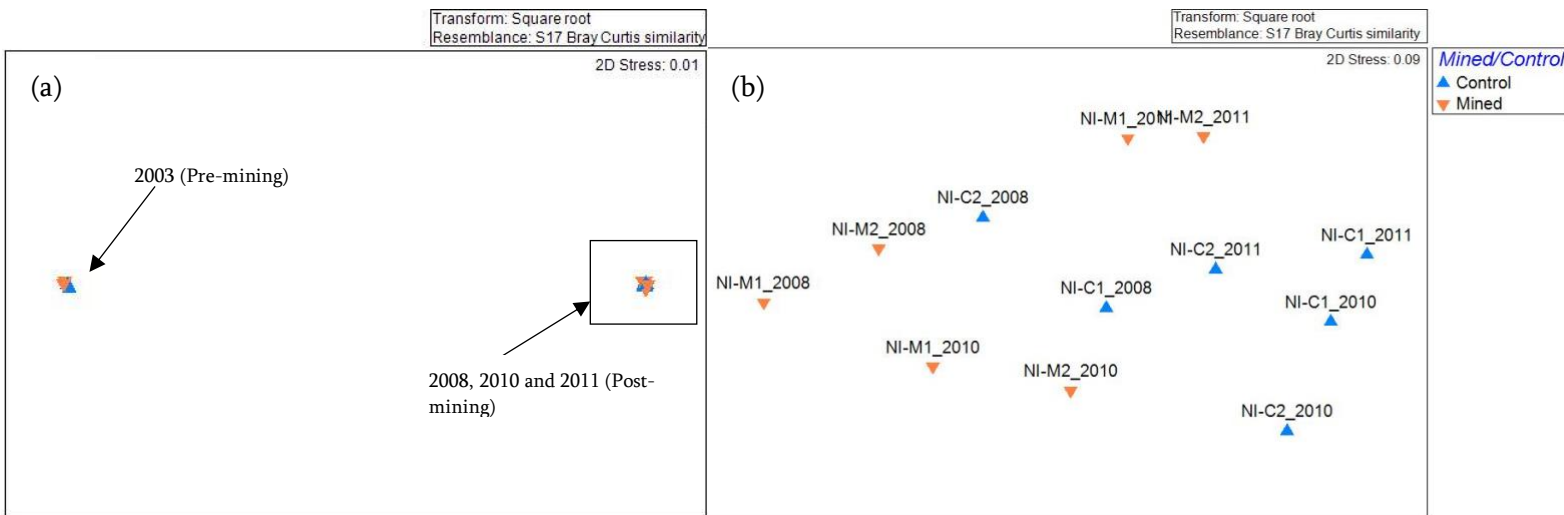 Transform: Square root
Resemblance: S17 Bray Curtis similarity
2D Stress: 0.01
(a)
2003 (Pre-mining)
2008, 2010 and 2011 (Post-
mining)
Transform: Square root
Resemblance: S17 Bray Curtis similarity
2D Stress: 0.09
(b)
NI-M1_2011
NI-M2_2011
NI-C2_2008
NI-M2_2008
NI-C1_2011
NI-C2_2011
NI-M1_2008
NI-C1_2008
NI-C1_2010
NI-M1_2010
NI-M2_2010
NI-C2_2010
Mined/Control
Control
Mined